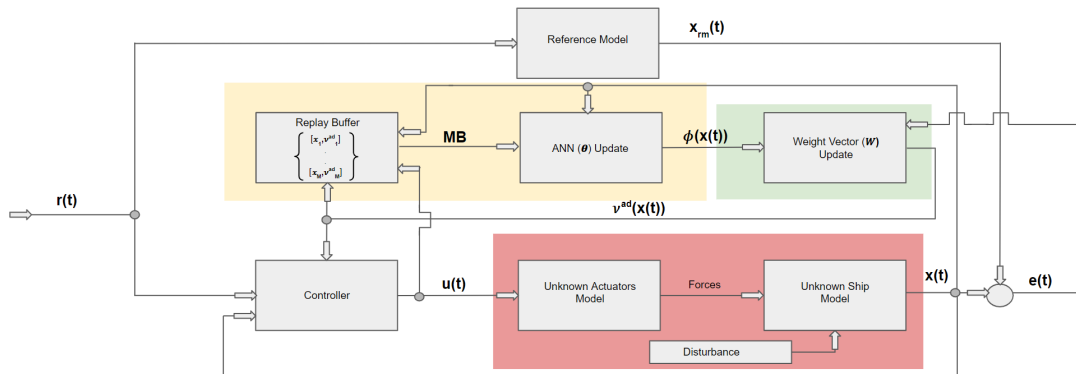 Reference Model
x_rm(t)
Replay Buffer
[x_1, ν^ad_1]
.
.
[x_M, ν^ad_M]
MB
ANN (θ) Update
ϕ(x(t))
Weight Vector (W)
Update
r(t)
ν^ad(x(t))
Controller
u(t)
Unknown Actuators
Model
Forces
Unknown Ship
Model
x(t)
e(t)
Disturbance